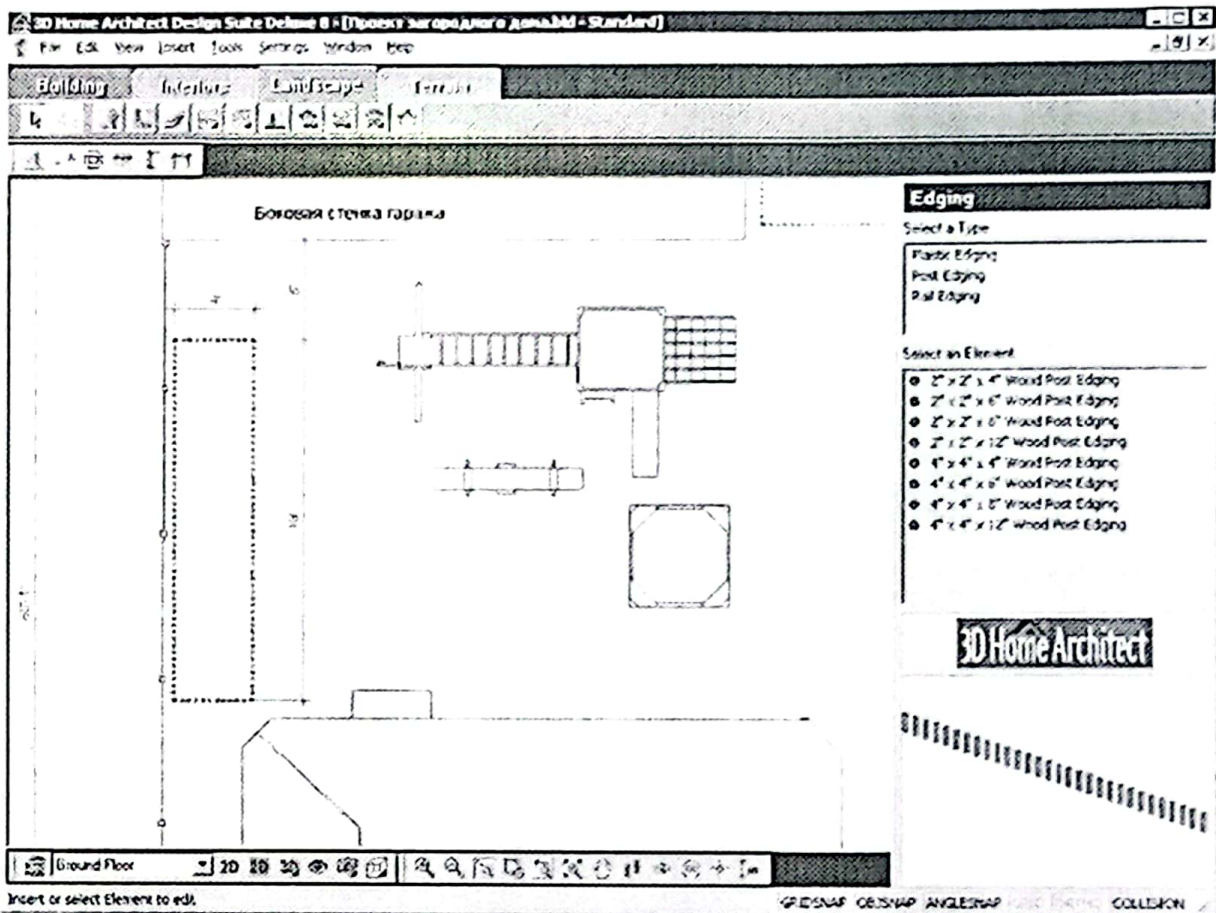 3D Home Architect Design Suite Deluxe 6 - [Проект загородного дома.bld - Standard]
File Edit View Insert Tools Settings Window Help
Building Interiors Landscape Terrain
Боковая стенка гаража
4'
Edging
Select a Type
Plastic Edging
Post Edging
Rail Edging
Select an Element
2" x 2" x 4" Wood Post Edging
2" x 2" x 6" Wood Post Edging
2" x 2" x 8" Wood Post Edging
2" x 2" x 12" Wood Post Edging
4" x 4" x 4" Wood Post Edging
4" x 4" x 6" Wood Post Edging
4" x 4" x 8" Wood Post Edging
4" x 4" x 12" Wood Post Edging
3D Home Architect
Ground Floor 2D 3D
Insert or select Element to edit
GRIDSNAP OBJSNAP ANGLESNAP COLLISION